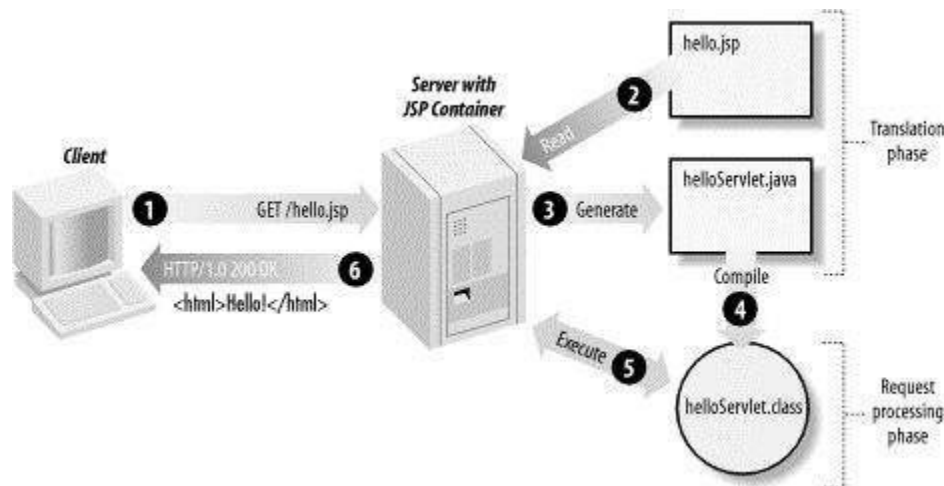 hello.jsp
Server with
JSP Container
2
Read
Translation
phase
Client
helloServlet.java
1
GET /hello.jsp
3
Generate
HTTP/1.0 200 OK
6
Compile
<html>Hello!</html>
4
Execute
5
helloServlet.class
Request
processing
phase